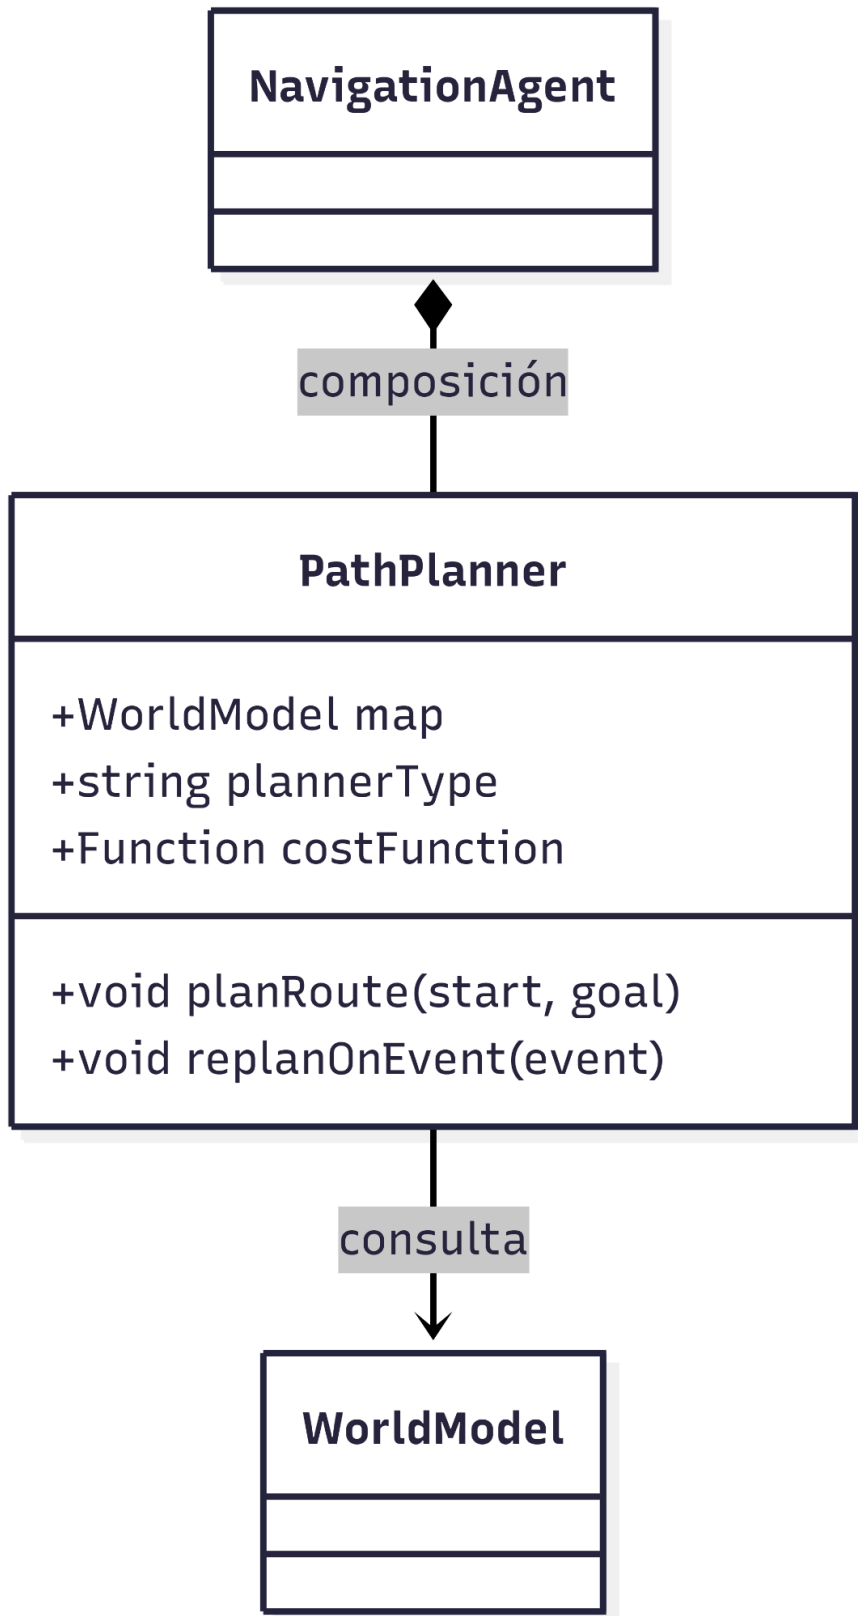 NavigationAgent
composición
PathPlanner
+WorldModel map
+string plannerType
+Function costFunction
+void planRoute(start, goal)
+void replanOnEvent(event)
consulta
WorldModel